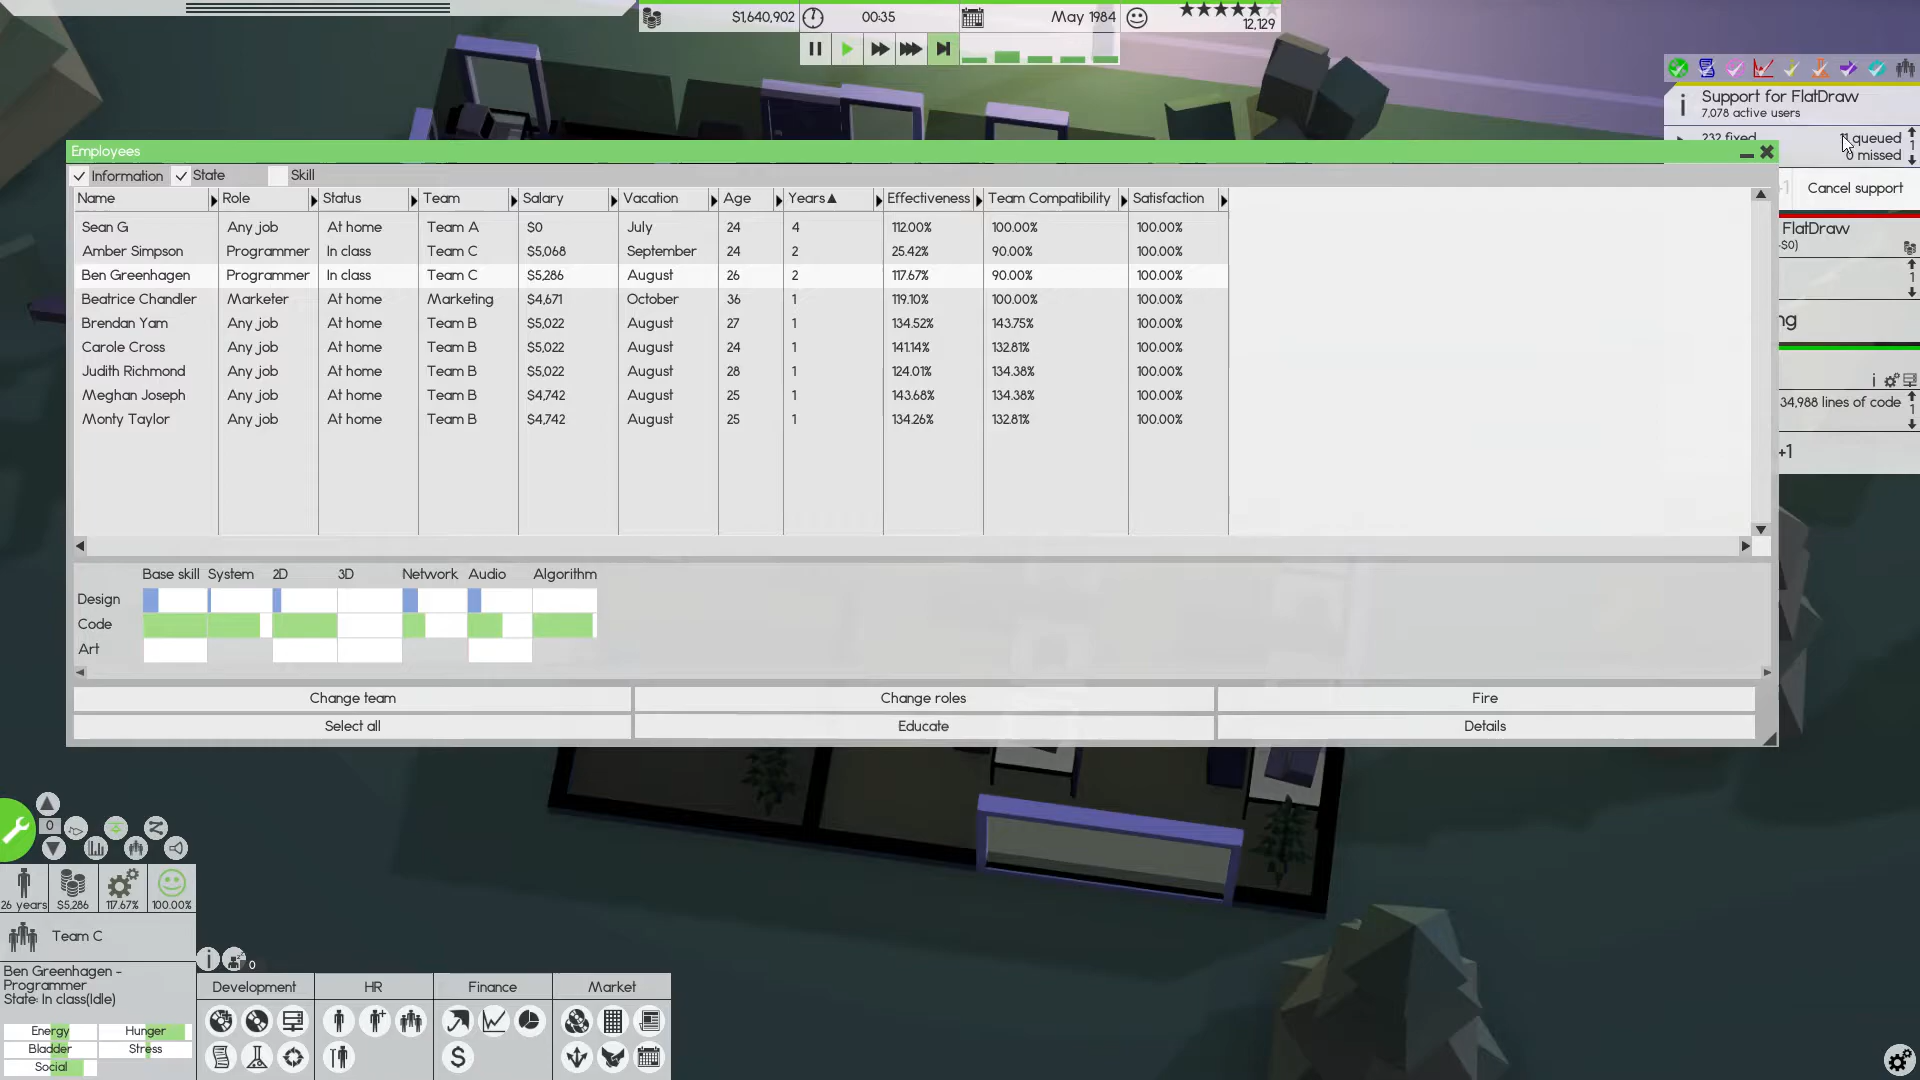 $1,640,902
00:35
May 1984
12,129
Support for FlatDraw
7,078 active users
232 fixed
queued
0 missed
Cancel support
FlatDraw
34,988 lines of code
+1
Employees
Information State Skill
Name Role Status Team Salary Vacation Age Years Effectiveness Team Compatibility Satisfaction
Sean G Any job At home Team A $0 July 24 4 112.00% 100.00% 100.00%
Amber Simpson Programmer In class Team C $5,068 September 24 2 25.42% 90.00% 100.00%
Ben Greenhagen Programmer In class Team C $5,286 August 26 2 117.67% 90.00% 100.00%
Beatrice Chandler Marketer At home Marketing $4,671 October 36 1 119.10% 100.00% 100.00%
Brendan Yam Any job At home Team B $5,022 August 27 1 134.52% 143.75% 100.00%
Carole Cross Any job At home Team B $5,022 August 24 1 141.14% 132.81% 100.00%
Judith Richmond Any job At home Team B $5,022 August 28 1 124.01% 134.38% 100.00%
Meghan Joseph Any job At home Team B $4,742 August 25 1 143.68% 134.38% 100.00%
Monty Taylor Any job At home Team B $4,742 August 25 1 134.26% 132.81% 100.00%
Base skill System 2D 3D Network Audio Algorithm
Design
Code
Art
Change team Change roles Fire
Select all Educate Details
0
26 years $5,286 117.67% 100.00%
Team C
Ben Greenhagen -
Programmer
State: In class(Idle)
Energy Hunger
Bladder Stress
Social
0
Development HR Finance Market